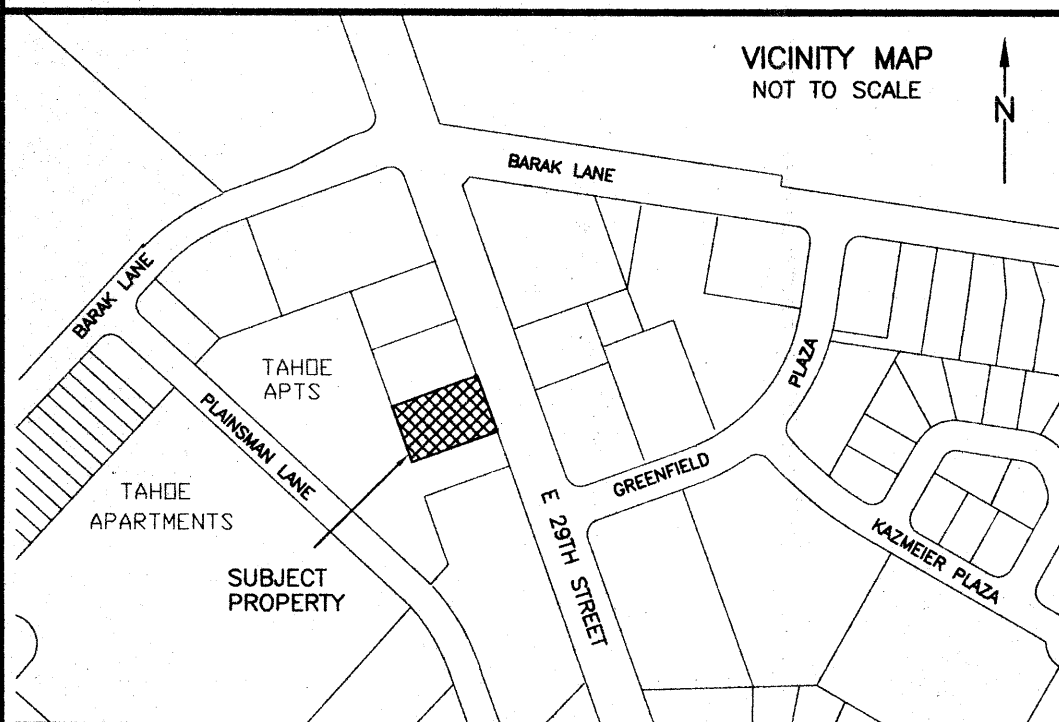 VICINITY MAP
NOT TO SCALE
N
BARAK LANE
BARAK LANE
TAHOE
APTS
PLAZA
PLAINSMAN LANE
GREENFIELD
TAHOE
APARTMENTS
E 29TH STREET
KAZMEIER PLAZA
SUBJECT
PROPERTY